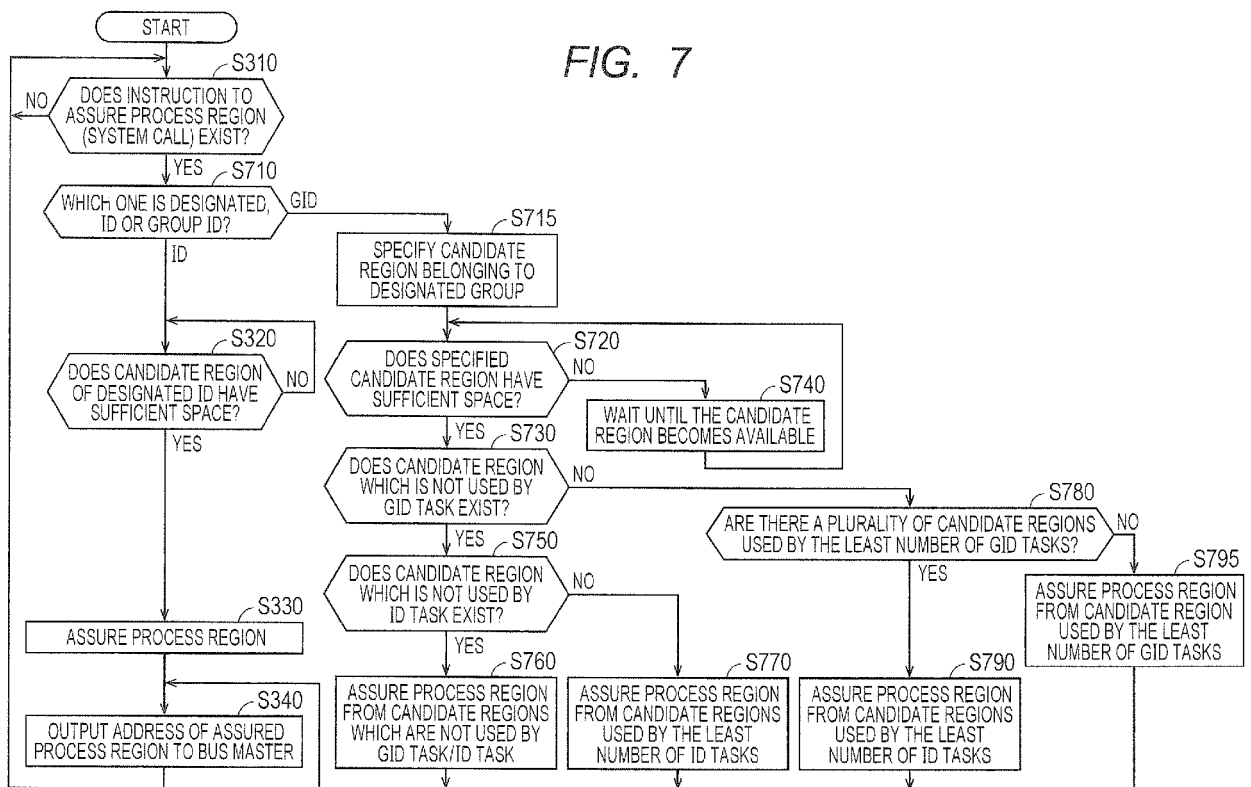 START
FIG. 7
S310
DOES INSTRUCTION TO
ASSURE PROCESS REGION
(SYSTEM CALL) EXIST?
NO
YES
S710
WHICH ONE IS DESIGNATED,
ID OR GROUP ID?
GID
ID
S715
SPECIFY CANDIDATE
REGION BELONGING TO
DESIGNATED GROUP
S320
DOES CANDIDATE REGION
OF DESIGNATED ID HAVE
SUFFICIENT SPACE?
NO
YES
S720
DOES SPECIFIED
CANDIDATE REGION HAVE
SUFFICIENT SPACE?
NO
YES
S740
WAIT UNTIL THE CANDIDATE
REGION BECOMES AVAILABLE
S730
DOES CANDIDATE REGION
WHICH IS NOT USED BY
GID TASK EXIST?
NO
YES
S780
ARE THERE A PLURALITY OF CANDIDATE REGIONS
USED BY THE LEAST NUMBER OF GID TASKS?
NO
YES
S750
DOES CANDIDATE REGION
WHICH IS NOT USED BY
ID TASK EXIST?
NO
YES
S795
ASSURE PROCESS REGION
FROM CANDIDATE REGION
USED BY THE LEAST
NUMBER OF GID TASKS
S330
ASSURE PROCESS REGION
S340
OUTPUT ADDRESS OF ASSURED
PROCESS REGION TO BUS MASTER
S760
ASSURE PROCESS REGION
FROM CANDIDATE REGIONS
WHICH ARE NOT USED BY
GID TASK/ID TASK
S770
ASSURE PROCESS REGION
FROM CANDIDATE REGIONS
USED BY THE LEAST
NUMBER OF ID TASKS
S790
ASSURE PROCESS REGION
FROM CANDIDATE REGIONS
USED BY THE LEAST
NUMBER OF ID TASKS